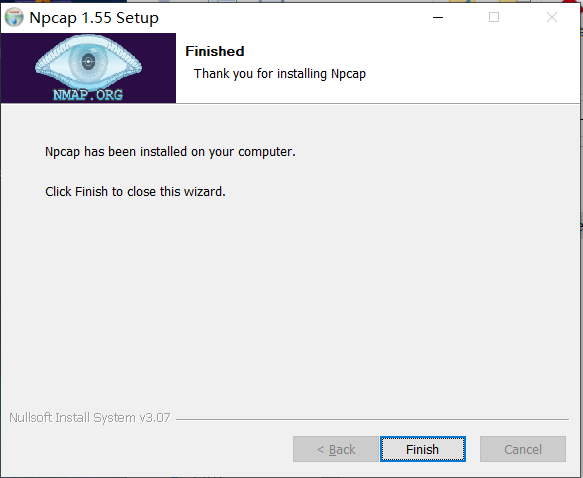 Npcap 1.55 Setup
NMAP.ORG
Finished
Thank you for installing Npcap
Npcap has been installed on your computer.
Click Finish to close this wizard.
Nullsoft Install System v3.07
< Back
Finish
Cancel